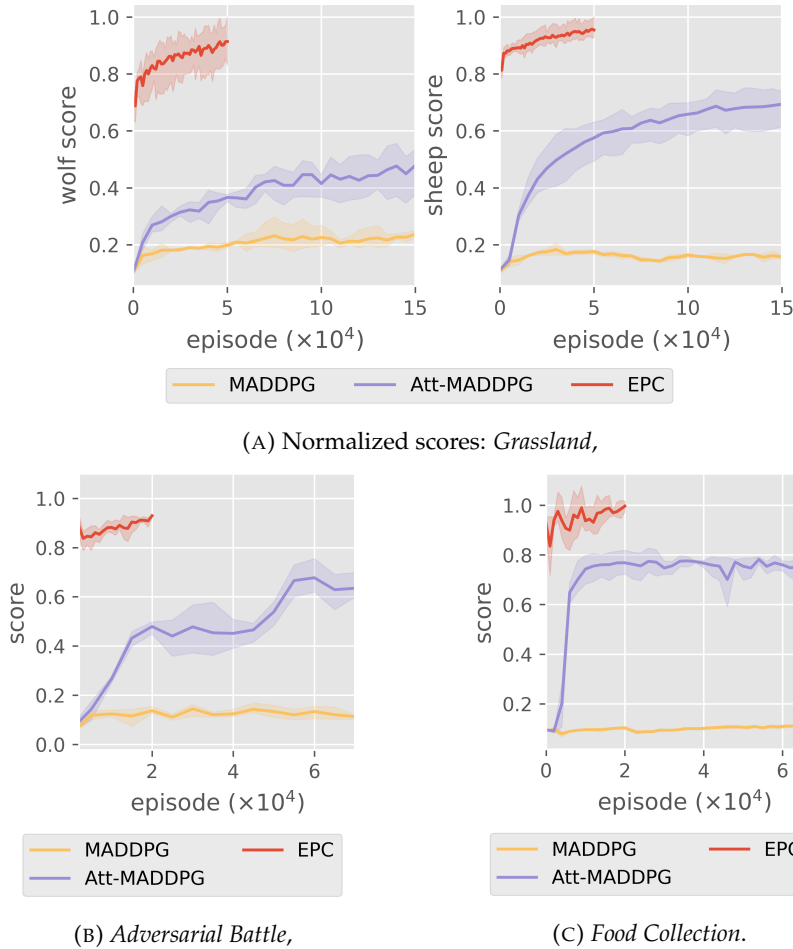 1.0
0.8
0.6
0.4
0.2
wolf score
0
5
10
15
episode (×10⁴)
1.0
0.8
0.6
0.4
0.2
sheep score
0
5
10
15
episode (×10⁴)
MADDPG Att-MADDPG EPC
(A) Normalized scores: Grassland,
1.0
0.8
0.6
0.4
0.2
0.0
score
2
4
6
episode (×10⁴)
MADDPG EPC
Att-MADDPG
(B) Adversarial Battle,
1.0
0.8
0.6
0.4
0.2
score
0
2
4
6
episode (×10⁴)
MADDPG EPC
Att-MADDPG
(C) Food Collection.